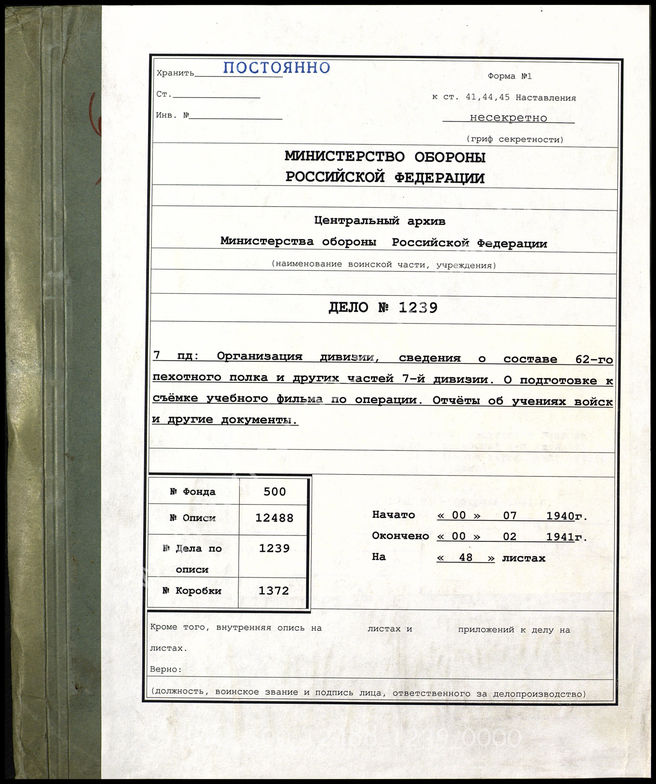 Хранить ПОСТОЯННО
Форма №1
Ст.
к ст. 41,44,45 Наставления
Инв. №
несекретно
(гриф секретности)
МИНИСТЕРСТВО ОБОРОНЫ
РОССИЙСКОЙ ФЕДЕРАЦИИ
Центральный архив
Министерства обороны Российской Федерации
(наименование воинской части, учреждения)
ДЕЛО № 1239
7 пд: Организация дивизии, сведения о составе 62-го
пехотного полка и других частей 7-й дивизии. О подготовке к
съёмке учебного фильма по операции. Отчёты об учениях войск
и другие документы.
№ Фонда 500
№ Описи 12488
№ Дела по
описи
1239
№ Коробки 1372
Начато « 00 » 07 1940г.
Окончено « 00 » 02 1941г.
На « 48 » листах
Кроме того, внутренняя опись на листах и приложений к делу на
листах.
Верно:
(должность, воинское звание и подпись лица, ответственного за делопроизводство)